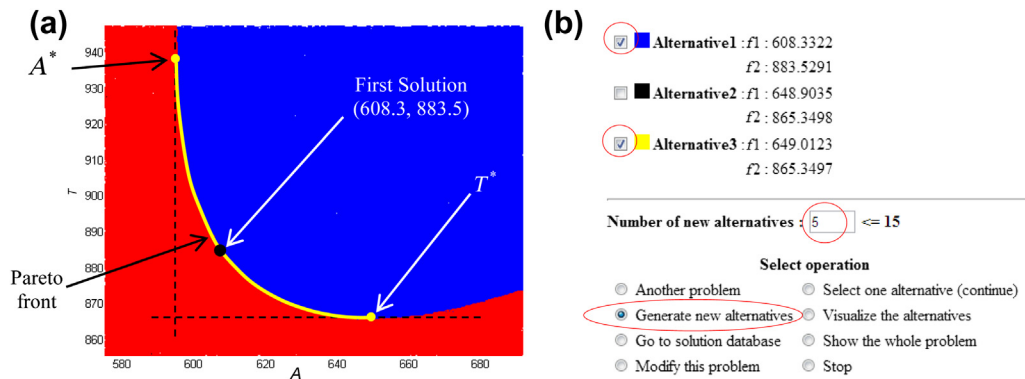 (a)
A*
940
930
920
910
900
890
880
870
860
T
First Solution
(608.3, 883.5)
T*
Pareto
front
580 600 620 640 660 680
A
(b)
Alternative1 : f1 : 608.3322
f2 : 883.5291
Alternative2 : f1 : 648.9035
f2 : 865.3498
Alternative3 : f1 : 649.0123
f2 : 865.3497
Number of new alternatives : 5 <= 15
Select operation
Another problem Select one alternative (continue)
Generate new alternatives Visualize the alternatives
Go to solution database Show the whole problem
Modify this problem Stop